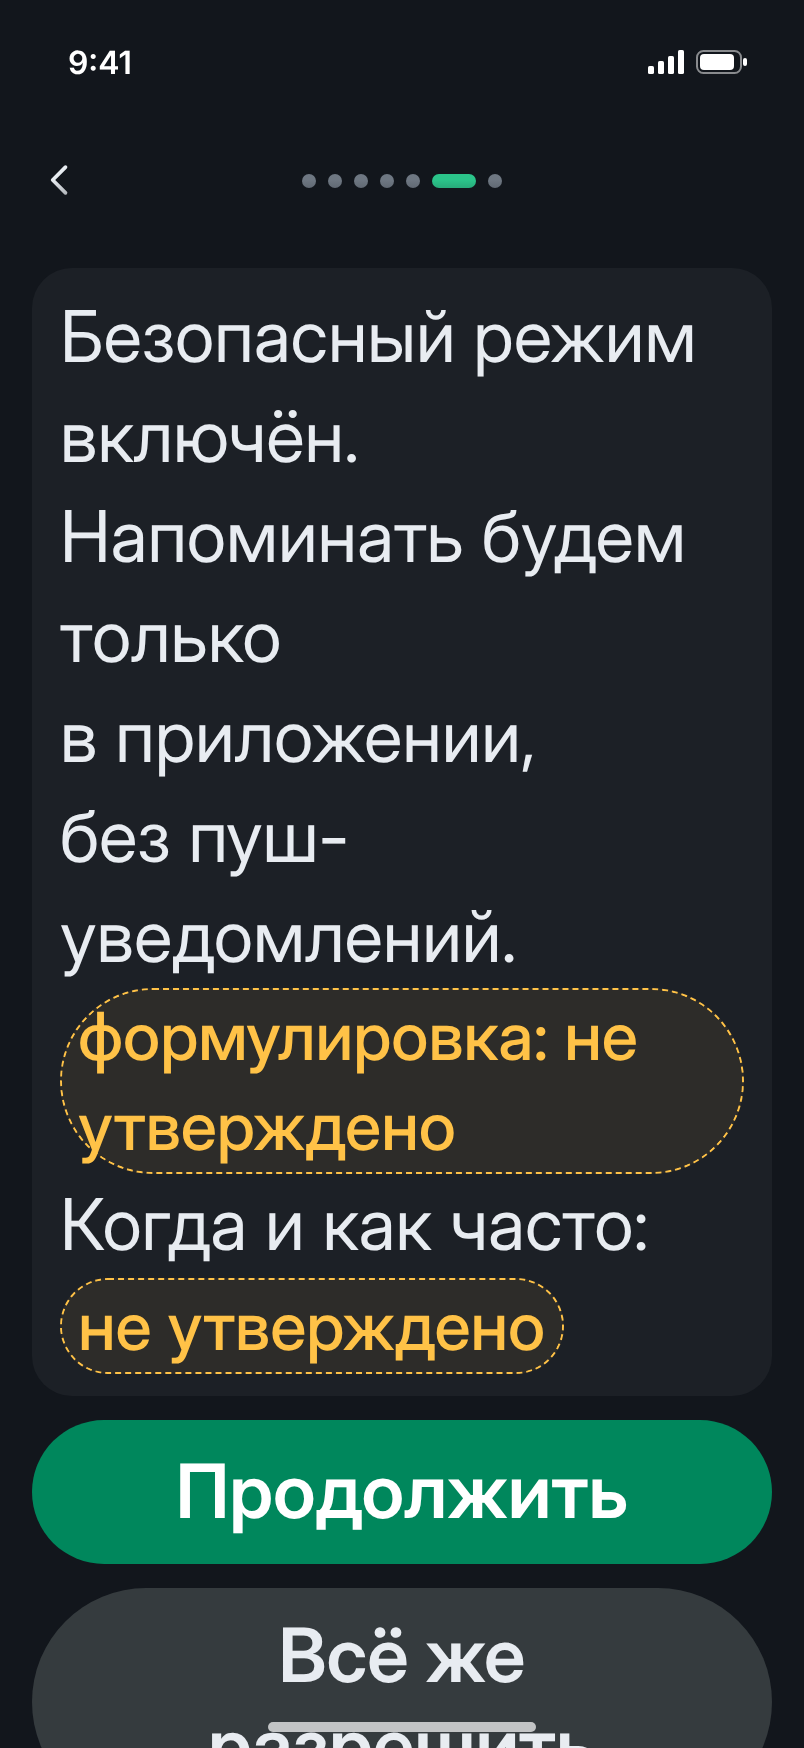 9:41
Безопасный режим
включён.
Напоминать будем
только
в приложении,
без пуш-
уведомлений.
формулировка: не
утверждено
Когда и как часто:
не утверждено
Продолжить
Всё же
разрешить